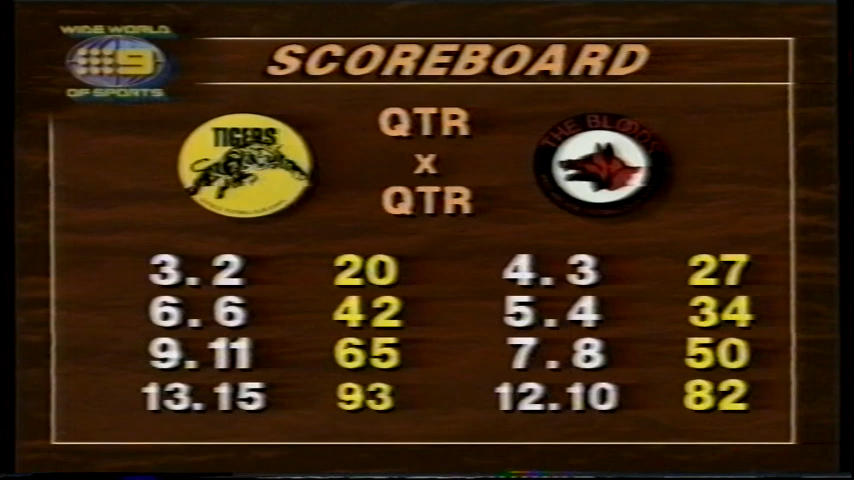 WIDE WORLD
9
OF SPORTS
SCOREBOARD
TIGERS
THE BLOODS
QTR
x
QTR
3.2 20 4.3 27
6.6 42 5.4 34
9.11 65 7.8 50
13.15 93 12.10 82